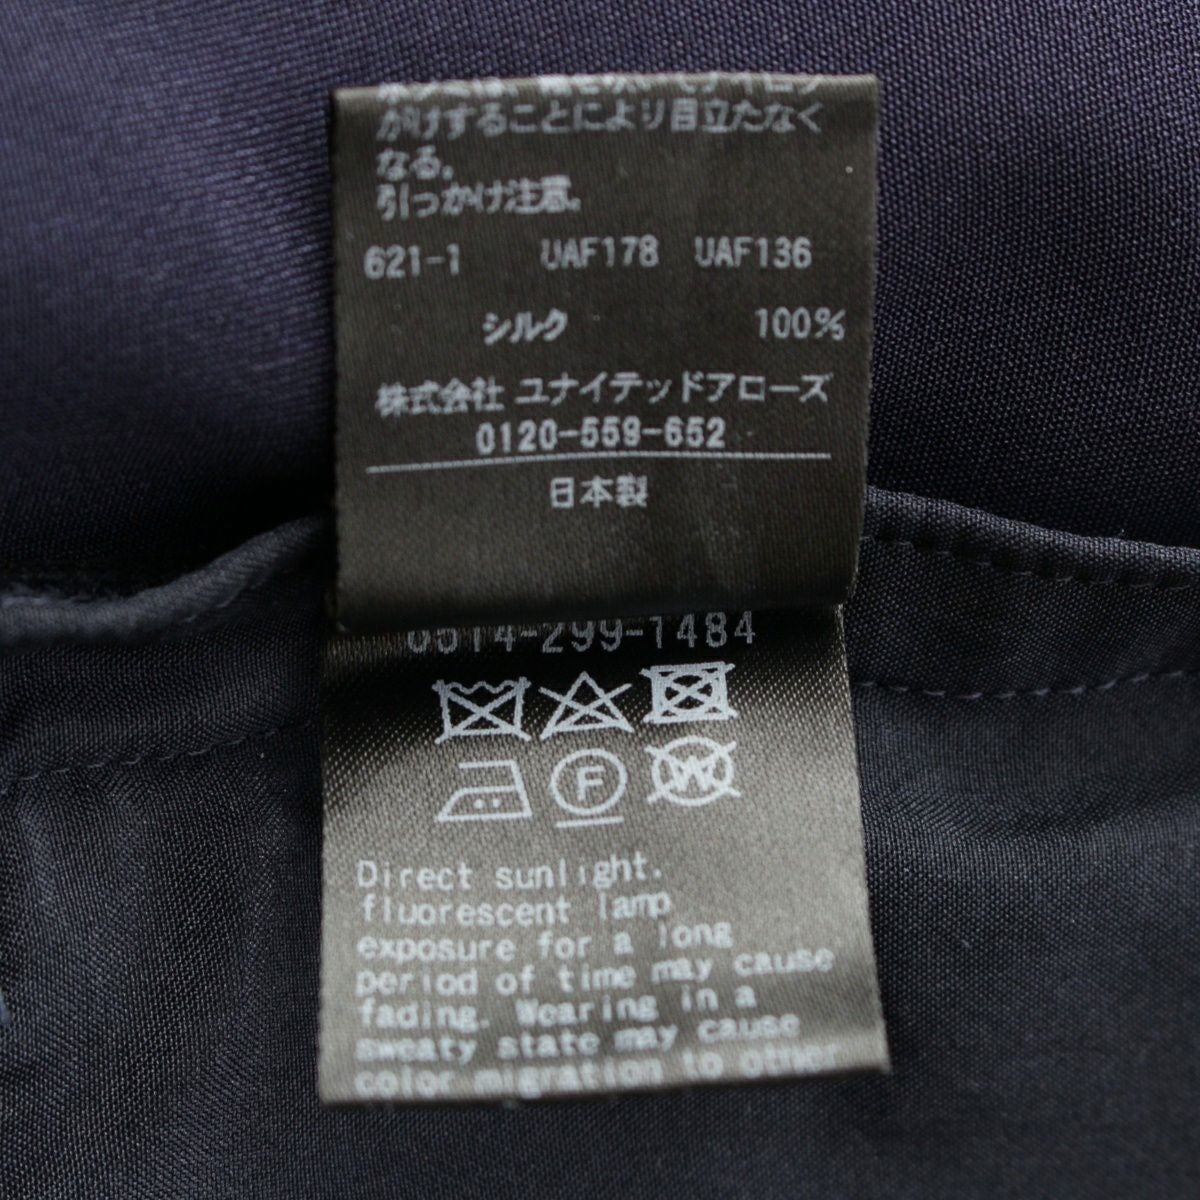 がけすることにより目立たなく
なる。
引っかけ注意。
621-1 UAF178 UAF136
シルク 100%
株式会社 ユナイテッドアローズ
0120-559-652
日本製
0514-299-1484
F
W
Direct sunlight.
fluorescent lamp
exposure for a long
period of time may cause
fading. Wearing in a
sweaty state may cause
color migration to other